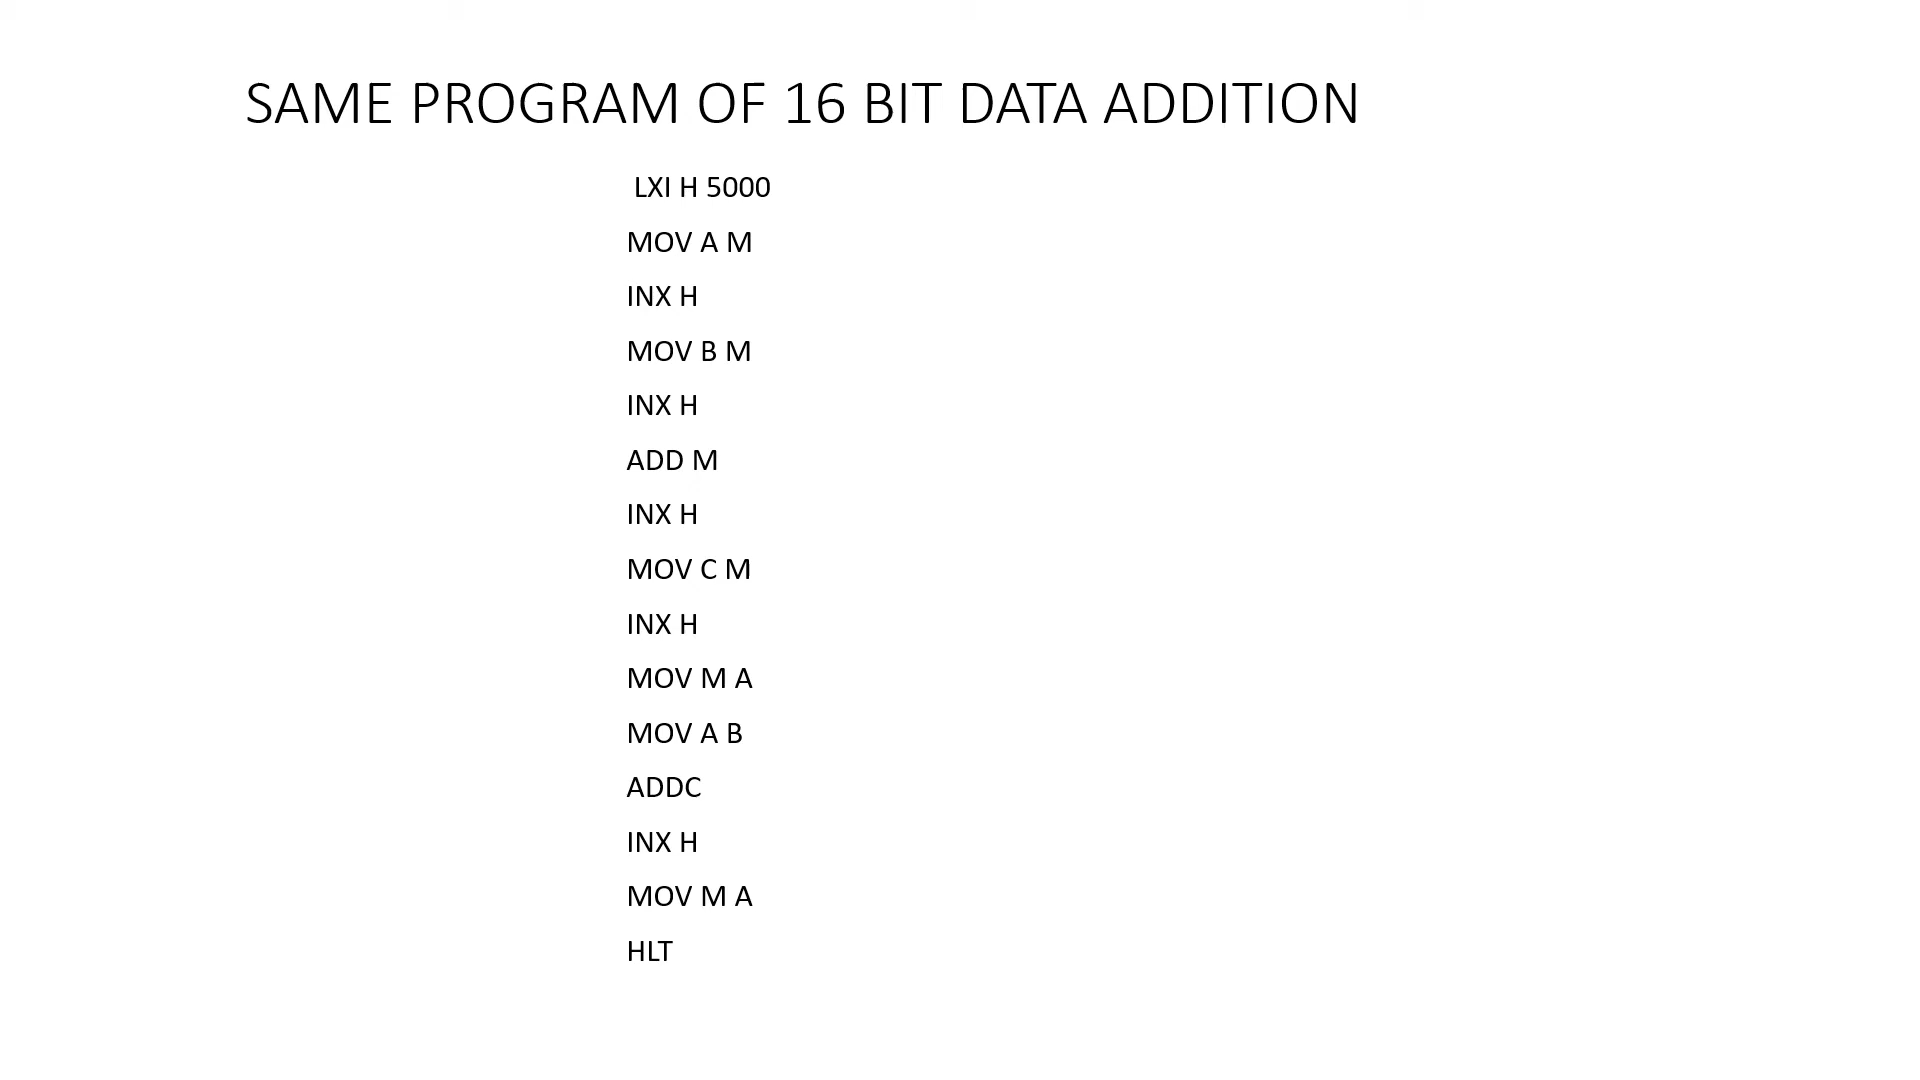 SAME PROGRAM OF 16 BIT DATA ADDITION
LXI H 5000
MOV A M
INX H
MOV B M
INX H
ADD M
INX H
MOV C M
INX H
MOV M A
MOV A B
ADDC
INX H
MOV M A
HLT